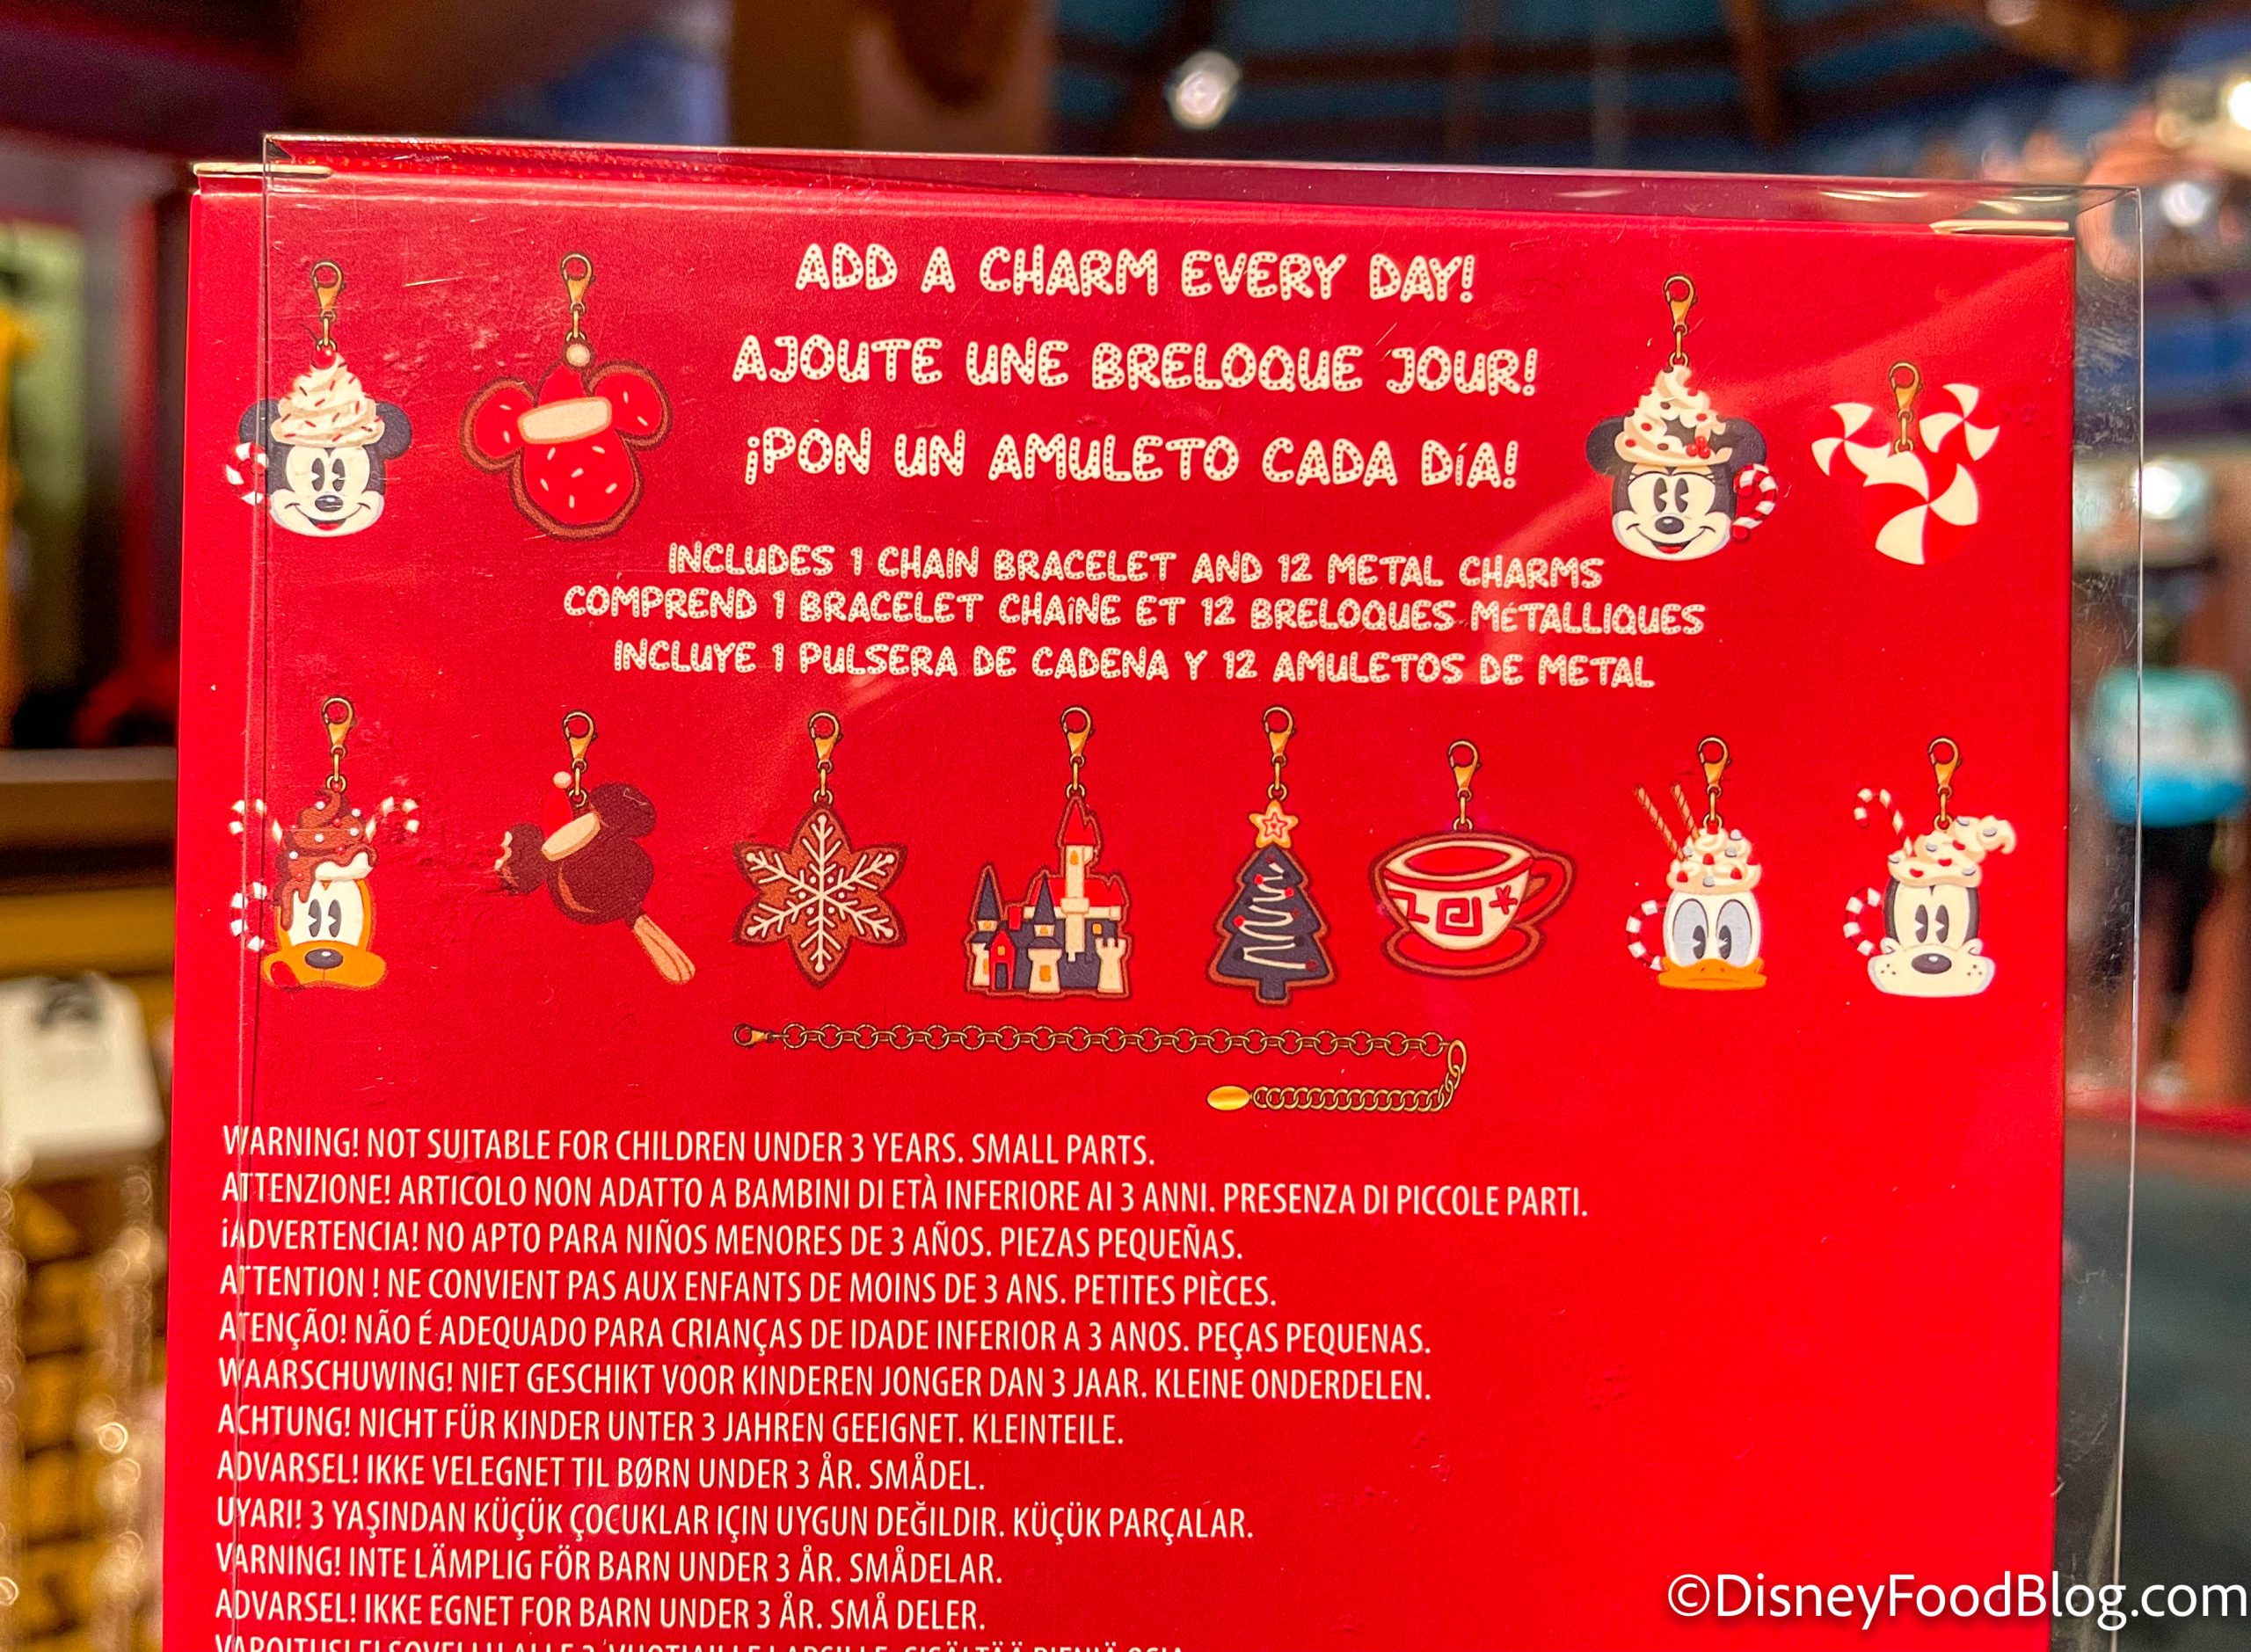 ADD A CHARM EVERY DAY!
AJOUTE UNE BRELOQUE JOUR!
¡PON UN AMULETO CADA DÍA!
INCLUDES 1 CHAIN BRACELET AND 12 METAL CHARMS
COMPREND 1 BRACELET CHAÎNE ET 12 BRELOQUES MÉTALLIQUES
INCLUYE 1 PULSERA DE CADENA Y 12 AMULETOS DE METAL
WARNING! NOT SUITABLE FOR CHILDREN UNDER 3 YEARS. SMALL PARTS.
ATTENZIONE! ARTICOLO NON ADATTO A BAMBINI DI ETÀ INFERIORE AI 3 ANNI. PRESENZA DI PICCOLE PARTI.
¡ADVERTENCIA! NO APTO PARA NIÑOS MENORES DE 3 AÑOS. PIEZAS PEQUEÑAS.
ATTENTION ! NE CONVIENT PAS AUX ENFANTS DE MOINS DE 3 ANS. PETITES PIÈCES.
ATENÇÃO! NÃO É ADEQUADO PARA CRIANÇAS DE IDADE INFERIOR A 3 ANOS. PEÇAS PEQUENAS.
WAARSCHUWING! NIET GESCHIKT VOOR KINDEREN JONGER DAN 3 JAAR. KLEINE ONDERDELEN.
ACHTUNG! NICHT FÜR KINDER UNTER 3 JAHREN GEEIGNET. KLEINTEILE.
ADVARSEL! IKKE VELEGNET TIL BØRN UNDER 3 ÅR. SMÅDEL.
UYARI! 3 YAŞINDAN KÜÇÜK ÇOCUKLAR IÇIN UYGUN DEĞILDIR. KÜÇÜK PARÇALAR.
VARNING! INTE LÄMPLIG FÖR BARN UNDER 3 ÅR. SMÅDELAR.
ADVARSEL! IKKE EGNET FOR BARN UNDER 3 ÅR. SMÅ DELER.
©DisneyFoodBlog.com